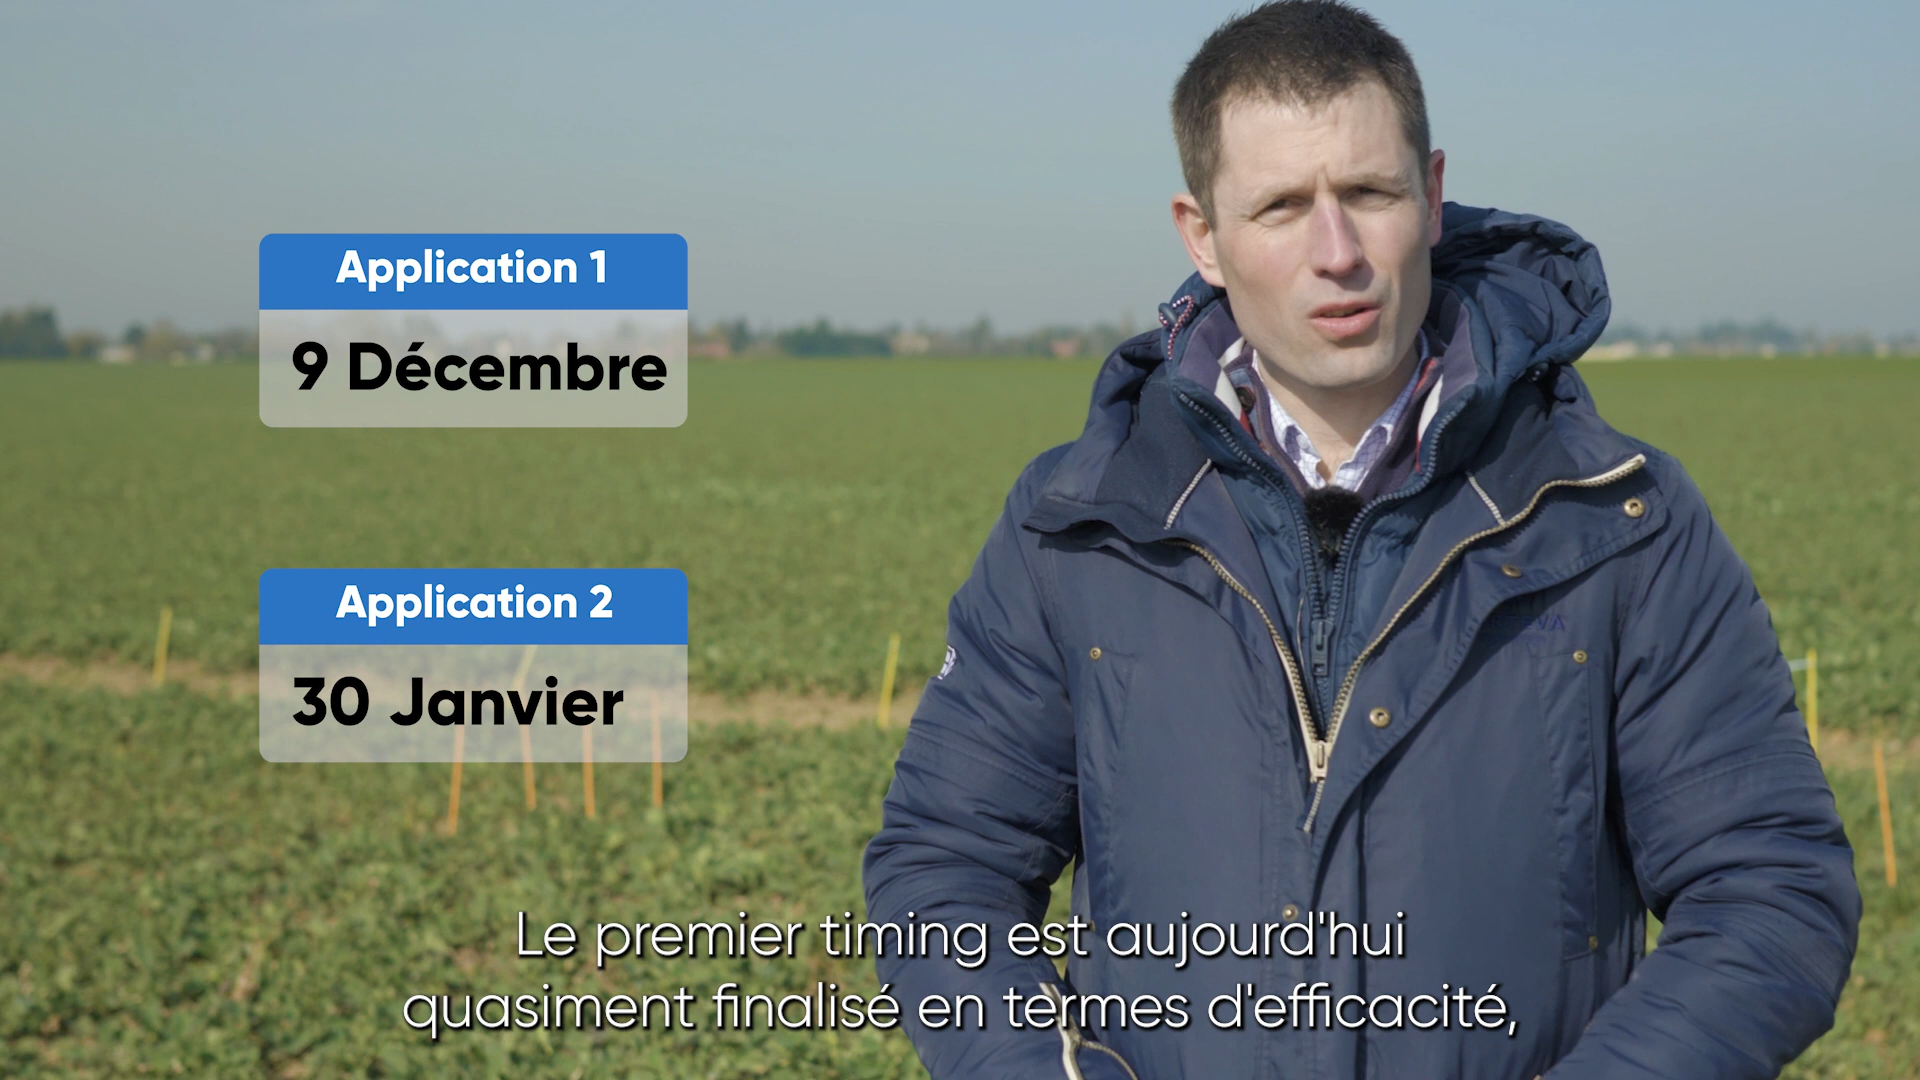 Application 1
9 Décembre
Application 2
30 Janvier
Le premier timing est aujourd'hui
quasiment finalisé en termes d'efficacité,